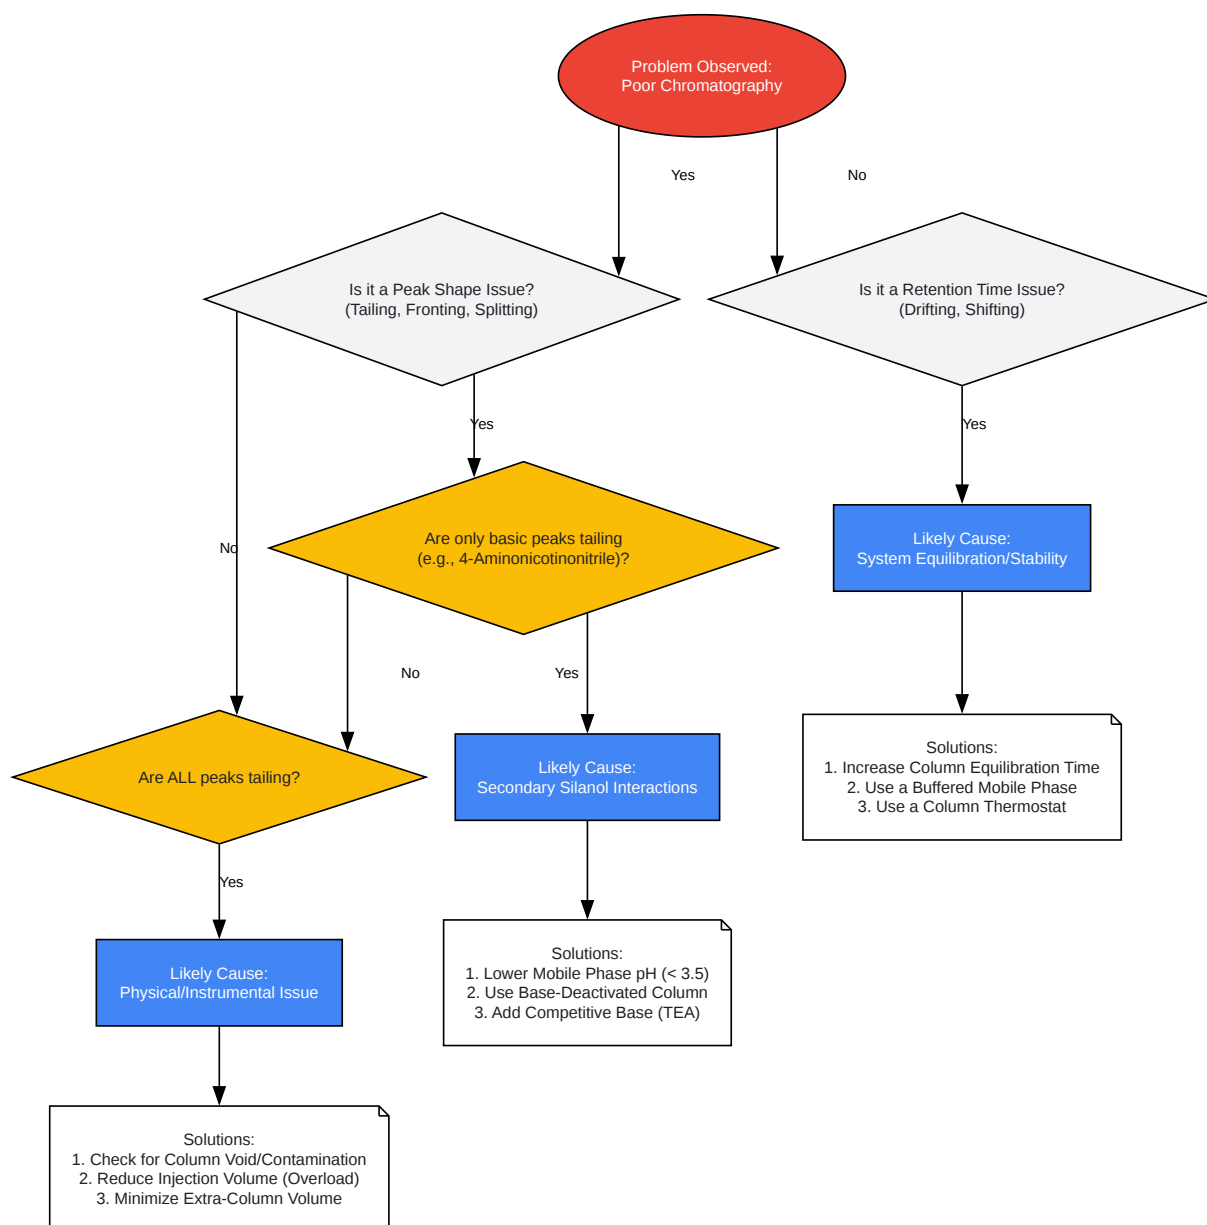 Problem Observed:
Poor Chromatography
Yes
No
Is it a Peak Shape Issue?
(Tailing, Fronting, Splitting)
Is it a Retention Time Issue?
(Drifting, Shifting)
Yes
Yes
No
Are only basic peaks tailing
(e.g., 4-Aminonicotinonitrile)?
Likely Cause:
System Equilibration/Stability
No
Yes
Are ALL peaks tailing?
Likely Cause:
Secondary Silanol Interactions
Solutions:
1. Increase Column Equilibration Time
2. Use a Buffered Mobile Phase
3. Use a Column Thermostat
Yes
Likely Cause:
Physical/Instrumental Issue
Solutions:
1. Lower Mobile Phase pH (< 3.5)
2. Use Base-Deactivated Column
3. Add Competitive Base (TEA)
Solutions:
1. Check for Column Void/Contamination
2. Reduce Injection Volume (Overload)
3. Minimize Extra-Column Volume